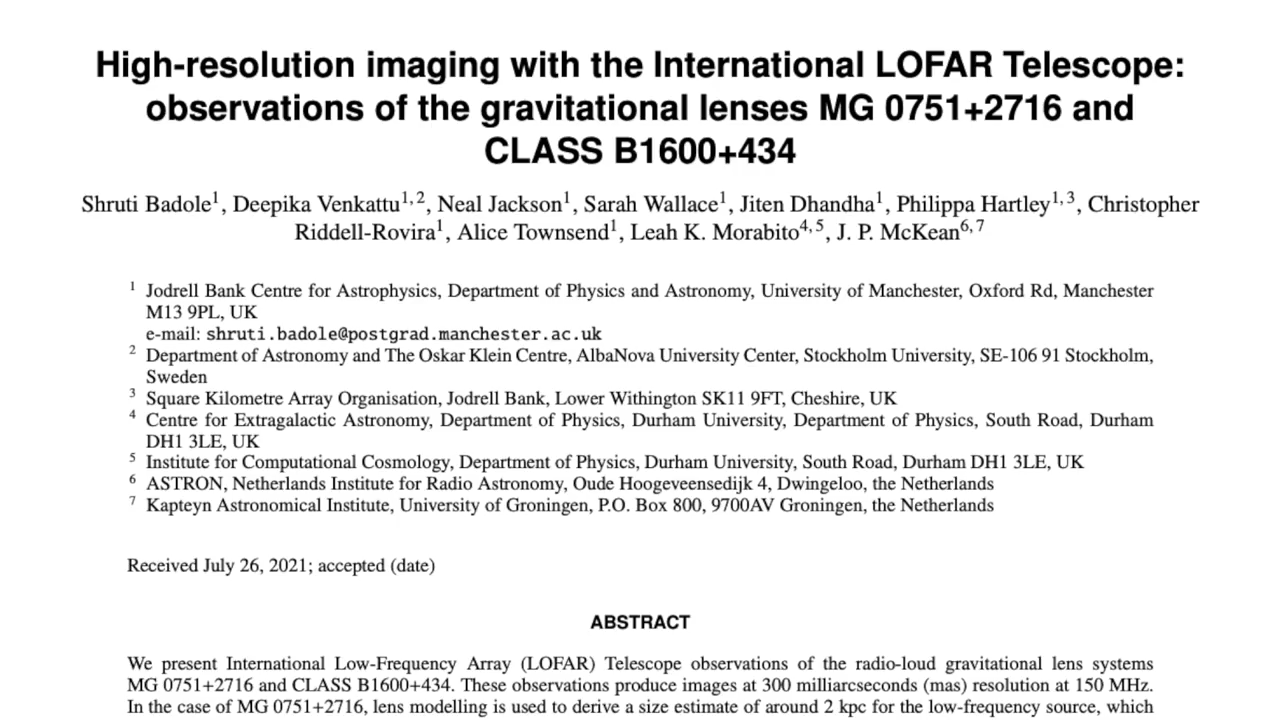 High-resolution imaging with the International LOFAR Telescope:
observations of the gravitational lenses MG 0751+2716 and
CLASS B1600+434
Shruti Badole1, Deepika Venkattu1,2, Neal Jackson1, Sarah Wallace1, Jiten Dhandha1, Philippa Hartley1,3, Christopher
Riddell-Rovira1, Alice Townsend1, Leah K. Morabito4,5, J. P. McKean6,7
1 Jodrell Bank Centre for Astrophysics, Department of Physics and Astronomy, University of Manchester, Oxford Rd, Manchester
M13 9PL, UK
e-mail: shruti.badole@postgrad.manchester.ac.uk
2 Department of Astronomy and The Oskar Klein Centre, AlbaNova University Center, Stockholm University, SE-106 91 Stockholm,
Sweden
3 Square Kilometre Array Organisation, Jodrell Bank, Lower Withington SK11 9FT, Cheshire, UK
4 Centre for Extragalactic Astronomy, Department of Physics, Durham University, Department of Physics, South Road, Durham
DH1 3LE, UK
5 Institute for Computational Cosmology, Department of Physics, Durham University, South Road, Durham DH1 3LE, UK
6 ASTRON, Netherlands Institute for Radio Astronomy, Oude Hoogeveensedijk 4, Dwingeloo, the Netherlands
7 Kapteyn Astronomical Institute, University of Groningen, P.O. Box 800, 9700AV Groningen, the Netherlands
Received July 26, 2021; accepted (date)
ABSTRACT
We present International Low-Frequency Array (LOFAR) Telescope observations of the radio-loud gravitational lens systems
MG 0751+2716 and CLASS B1600+434. These observations produce images at 300 milliarcseconds (mas) resolution at 150 MHz.
In the case of MG 0751+2716, lens modelling is used to derive a size estimate of around 2 kpc for the low-frequency source, which